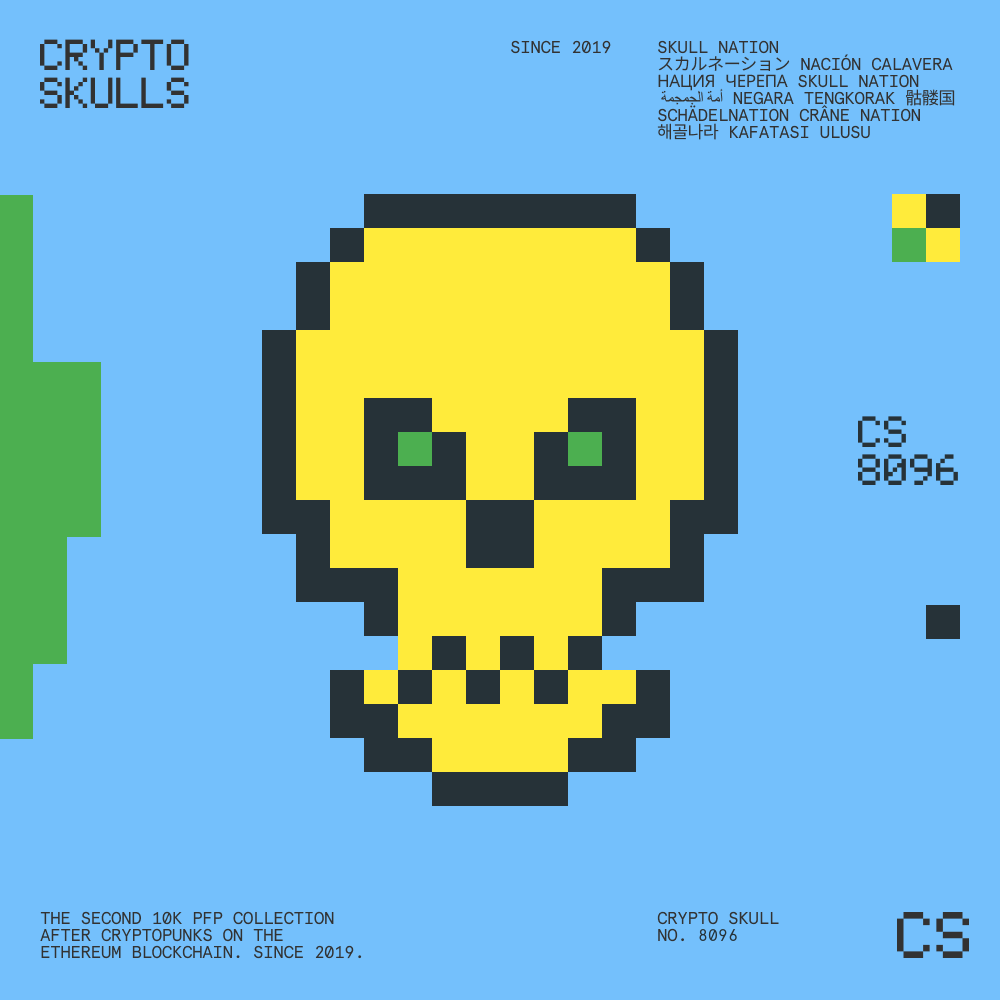 CRYPTO
SKULLS
SINCE 2019
SKULL NATION
スカルネーション NACIÓN CALAVERA
НАЦИЯ ЧЕРЕПА SKULL NATION
أمة الجمجمة NEGARA TENGKORAK 骷髅国
SCHÄDELNATION CRÂNE NATION
해골나라 KAFATASI ULUSU
CS
8096
THE SECOND 10K PFP COLLECTION
AFTER CRYPTOPUNKS ON THE
ETHEREUM BLOCKCHAIN. SINCE 2019.
CRYPTO SKULL
NO. 8096
CS